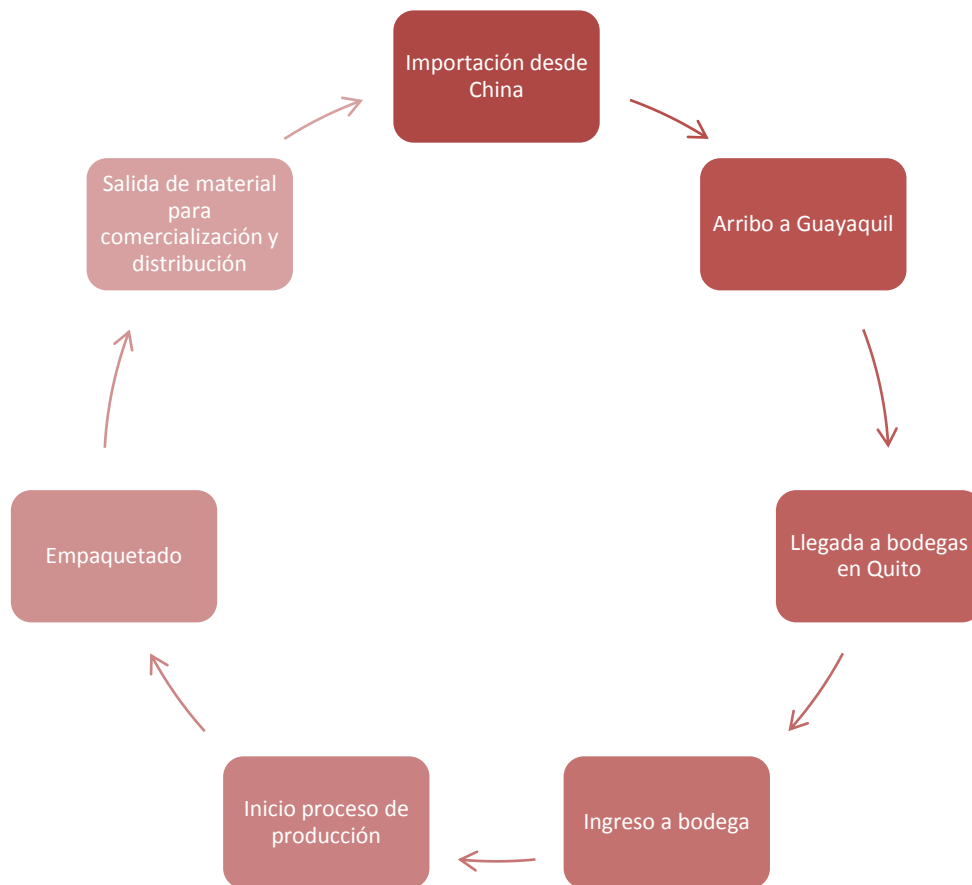 Importación desde
China
Arribo a Guayaquil
Llegada a bodegas
en Quito
Ingreso a bodega
Inicio proceso de
producción
Empaquetado
Salida de material
para
comercialización y
distribución